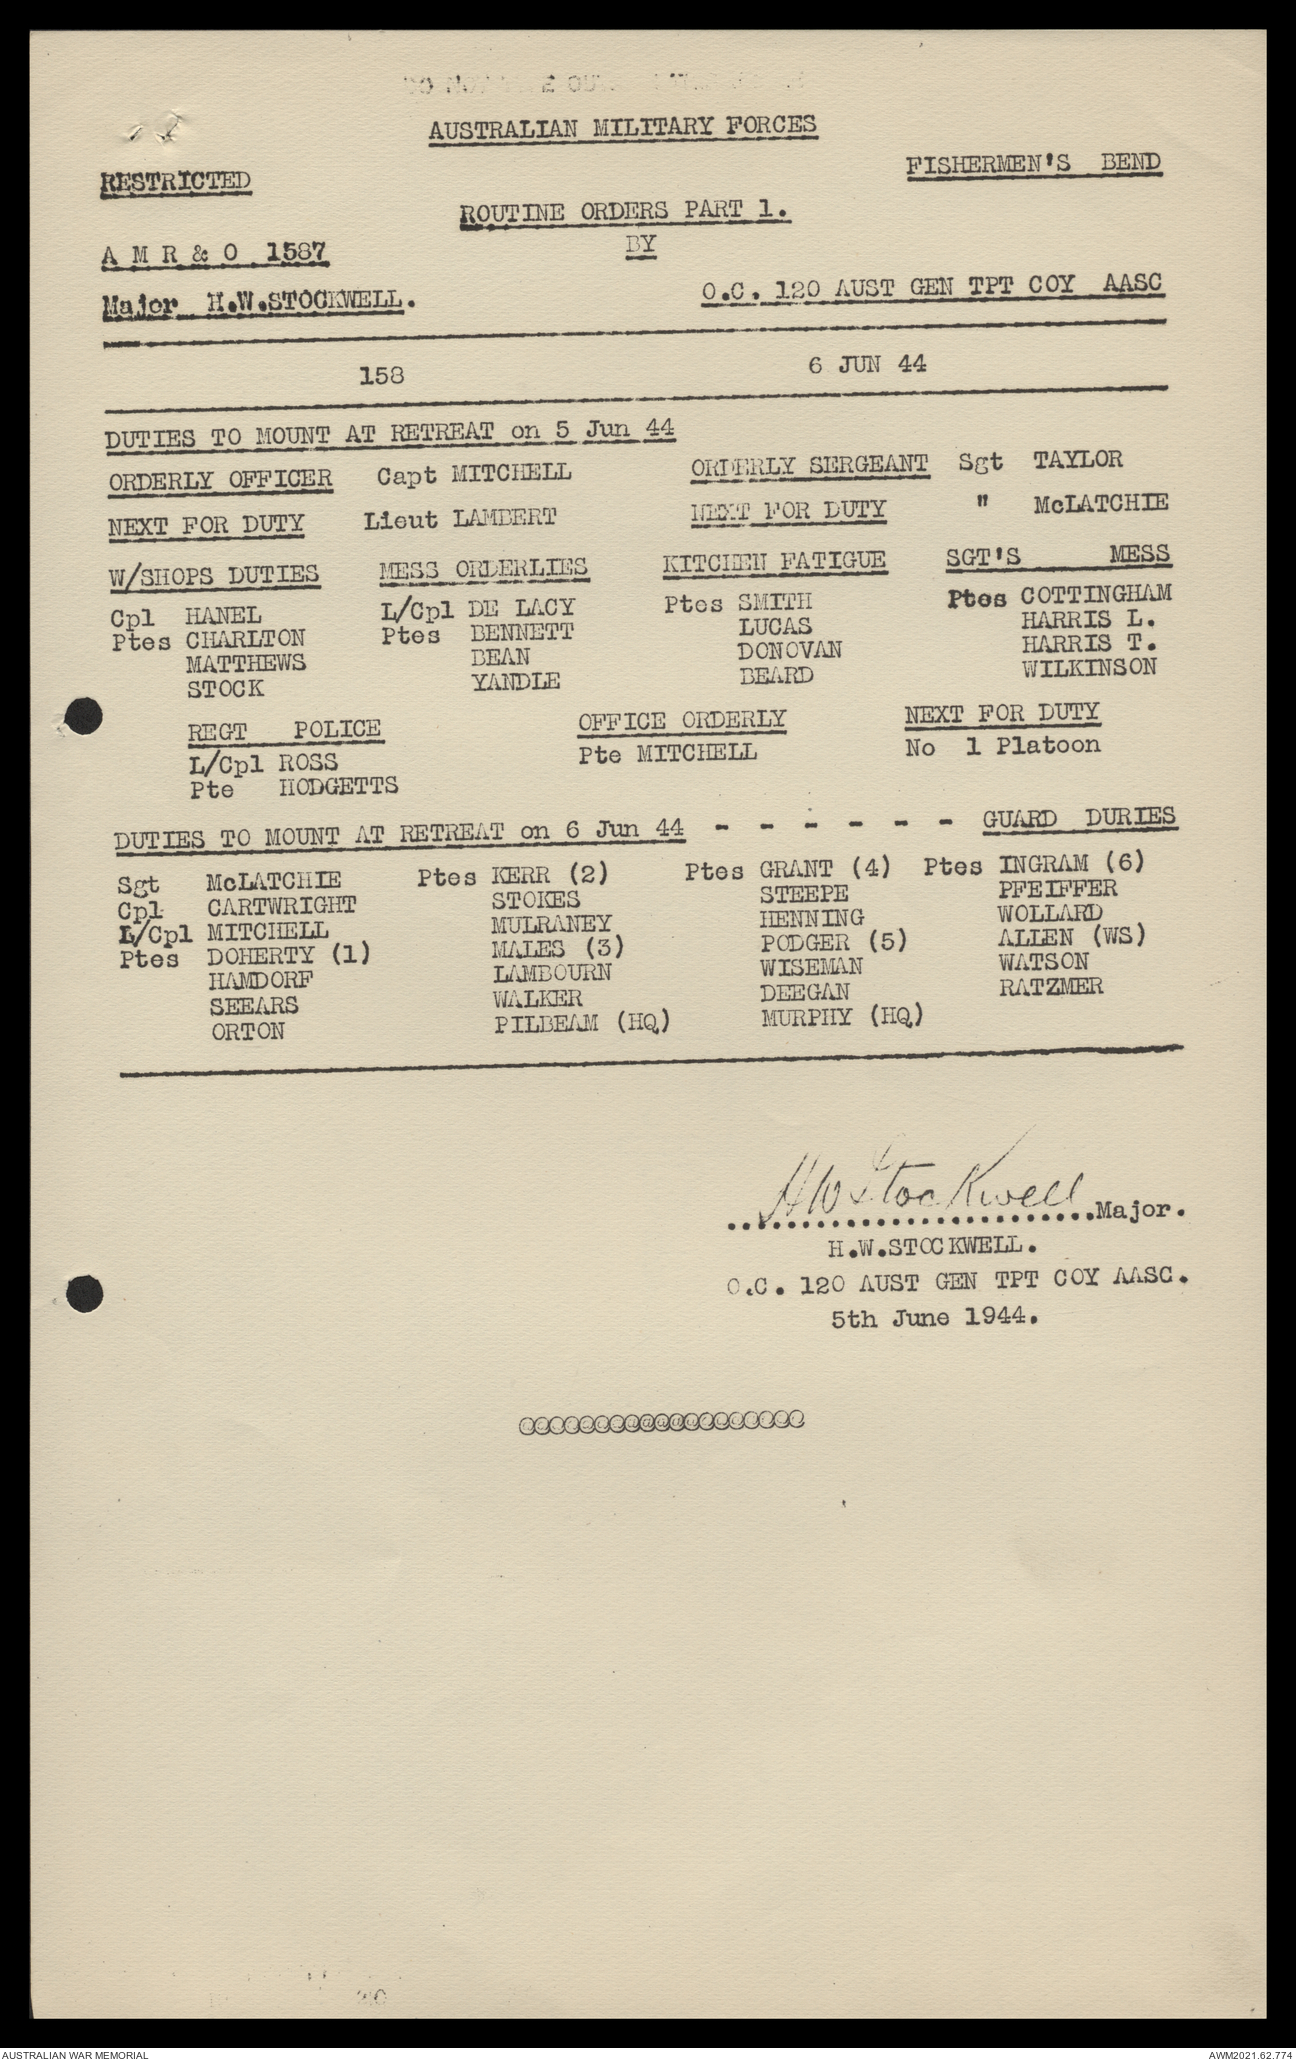 AUSTRALIAN MILITARY FORCES
RESTRICTED FISHERMEN'S BEND
ROUTINE ORDERS PART 1.
A M R & O 1587 BY
Major H.W.STOCKWELL. O.C. 120 AUST GEN TPT COY AASC
158 6 JUN 44
DUTIES TO MOUNT AT RETREAT on 5 Jun 44
ORDERLY OFFICER Capt MITCHELL ORDERLY SERGEANT Sgt TAYLOR
NEXT FOR DUTY Lieut LAMBERT NEXT FOR DUTY " McLATCHIE
W/SHOPS DUTIES MESS ORDERLIES KITCHEN FATIGUE SGT'S MESS
Cpl HANEL L/Cpl DE LACY Ptes SMITH Ptes COTTINGHAM
Ptes CHARLTON Ptes BENNETT LUCAS HARRIS L.
MATTHEWS BEAN DONOVAN HARRIS T.
STOCK YANDLE BEARD WILKINSON
REGT POLICE OFFICE ORDERLY NEXT FOR DUTY
L/Cpl ROSS Pte MITCHELL No 1 Platoon
Pte HODGETTS
DUTIES TO MOUNT AT RETREAT on 6 Jun 44 - - - - - - GUARD DURIES
Sgt McLATCHIE Ptes KERR (2) Ptes GRANT (4) Ptes INGRAM (6)
Cpl CARTWRIGHT STOKES STEEPE PFEIFFER
L/Cpl MITCHELL MULRANEY HENNING WOLLARD
Ptes DOHERTY (1) MALES (3) PODGER (5) ALLEN (WS)
HAMDORF LAMBOURN WISEMAN WATSON
SEEARS WALKER DEEGAN RATZMER
ORTON PILBEAM (HQ) MURPHY (HQ)
HW Stockwell
..........................Major.
H.W.STOCKWELL.
O.C. 120 AUST GEN TPT COY AASC.
5th June 1944.
@@@@@@@@@@@@@@@@@@@
AUSTRALIAN WAR MEMORIAL AWM2021.62.774